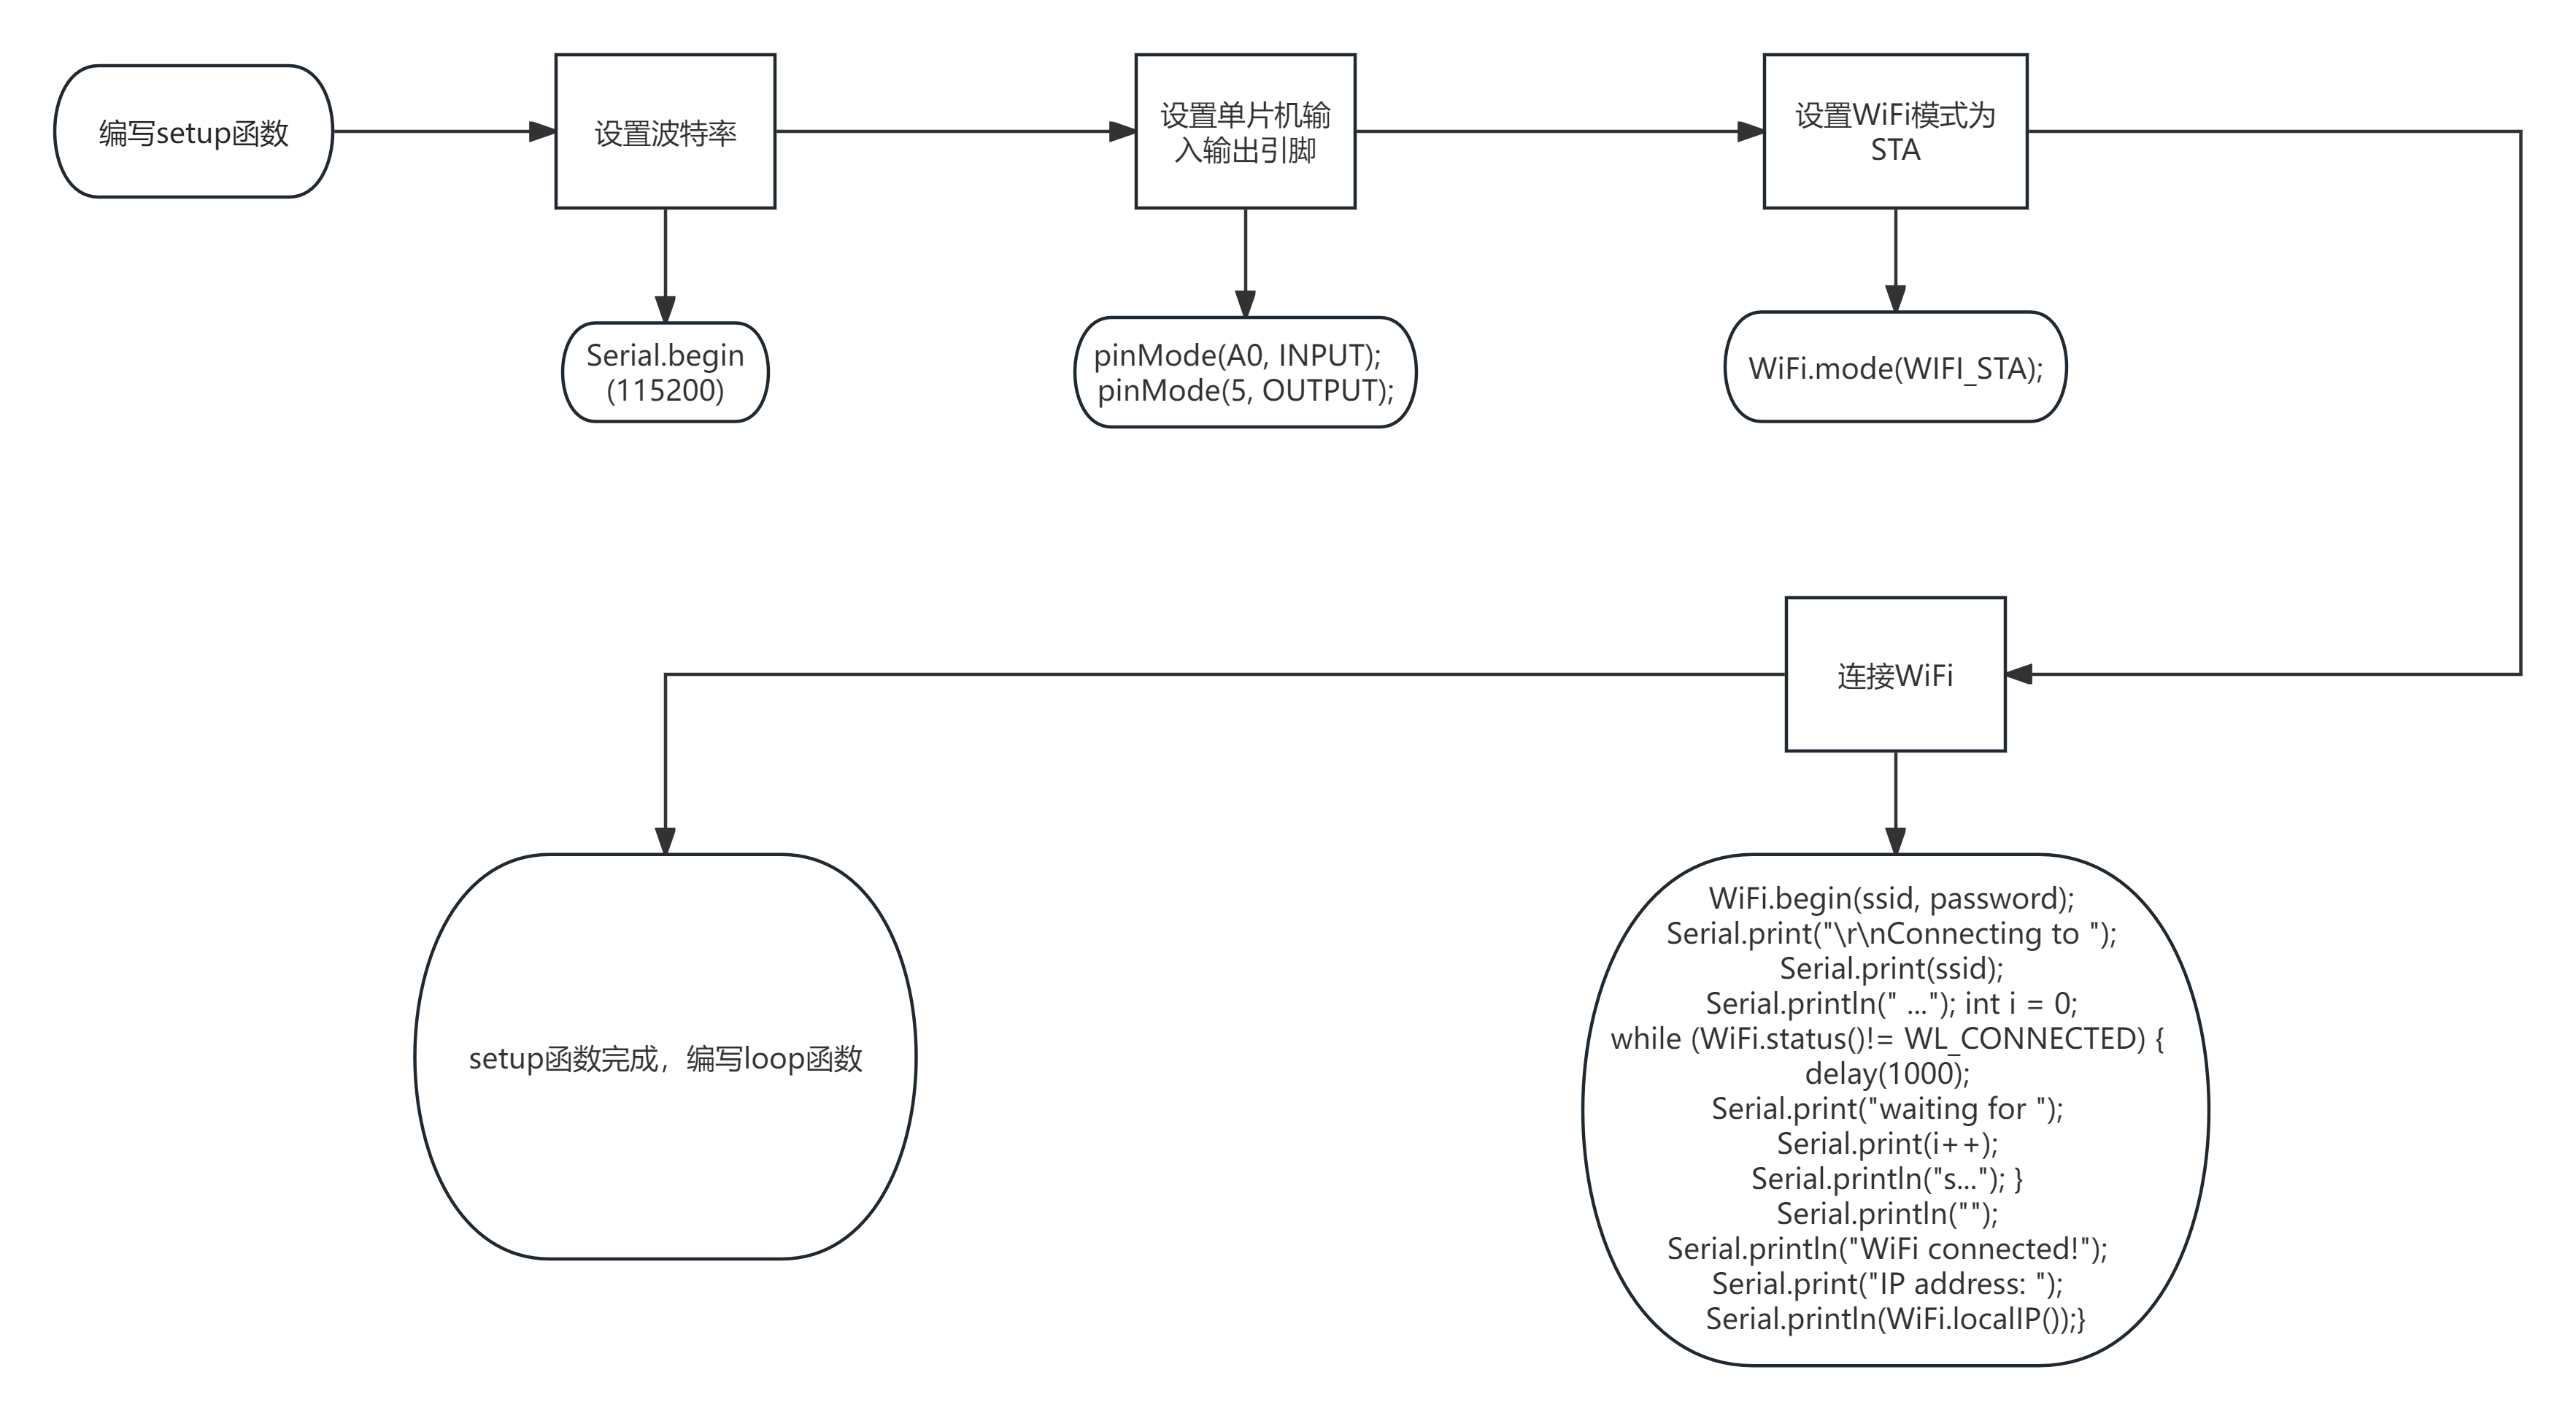 编写setup函数
设置波特率
设置单片机输
入输出引脚
设置WiFi模式为
STA
Serial.begin
(115200)
pinMode(A0, INPUT);
pinMode(5, OUTPUT);
WiFi.mode(WIFI_STA);
连接WiFi
setup函数完成，编写loop函数
WiFi.begin(ssid, password);
Serial.print("\r\nConnecting to ");
Serial.print(ssid);
Serial.println(" ..."); int i = 0;
while (WiFi.status()!= WL_CONNECTED) {
delay(1000);
Serial.print("waiting for ");
Serial.print(i++);
Serial.println("s..."); }
Serial.println("");
Serial.println("WiFi connected!");
Serial.print("IP address: ");
Serial.println(WiFi.localIP());}